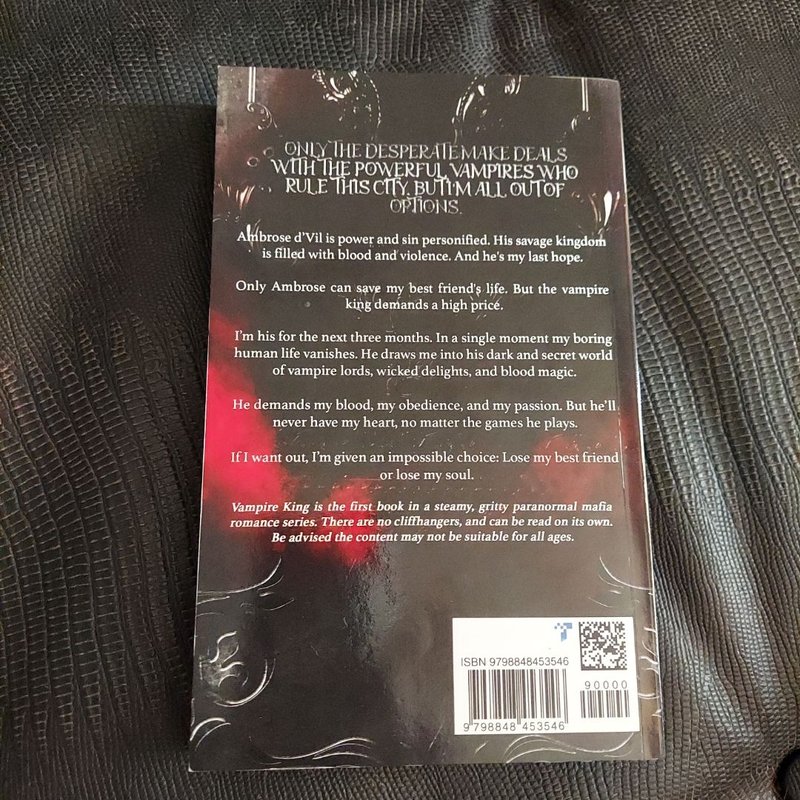 ONLY THE DESPERATE MAKE DEALS
WITH THE POWERFUL VAMPIRES WHO
RULE THIS CITY, BUT I'M ALL OUT OF
OPTIONS.
Ambrose d'Vil is power and sin personified. His savage kingdom
is filled with blood and violence. And he's my last hope.
Only Ambrose can save my best friend's life. But the vampire
king demands a high price.
I'm his for the next three months. In a single moment my boring
human life vanishes. He draws me into his dark and secret world
of vampire lords, wicked delights, and blood magic.
He demands my blood, my obedience, and my passion. But he'll
never have my heart, no matter the games he plays.
If I want out, I'm given an impossible choice: Lose my best friend
or lose my soul.
Vampire King is the first book in a steamy, gritty paranormal mafia
romance series. There are no cliffhangers, and can be read on its own.
Be advised the content may not be suitable for all ages.
ISBN 9798848453546
90000
9 798848 453546